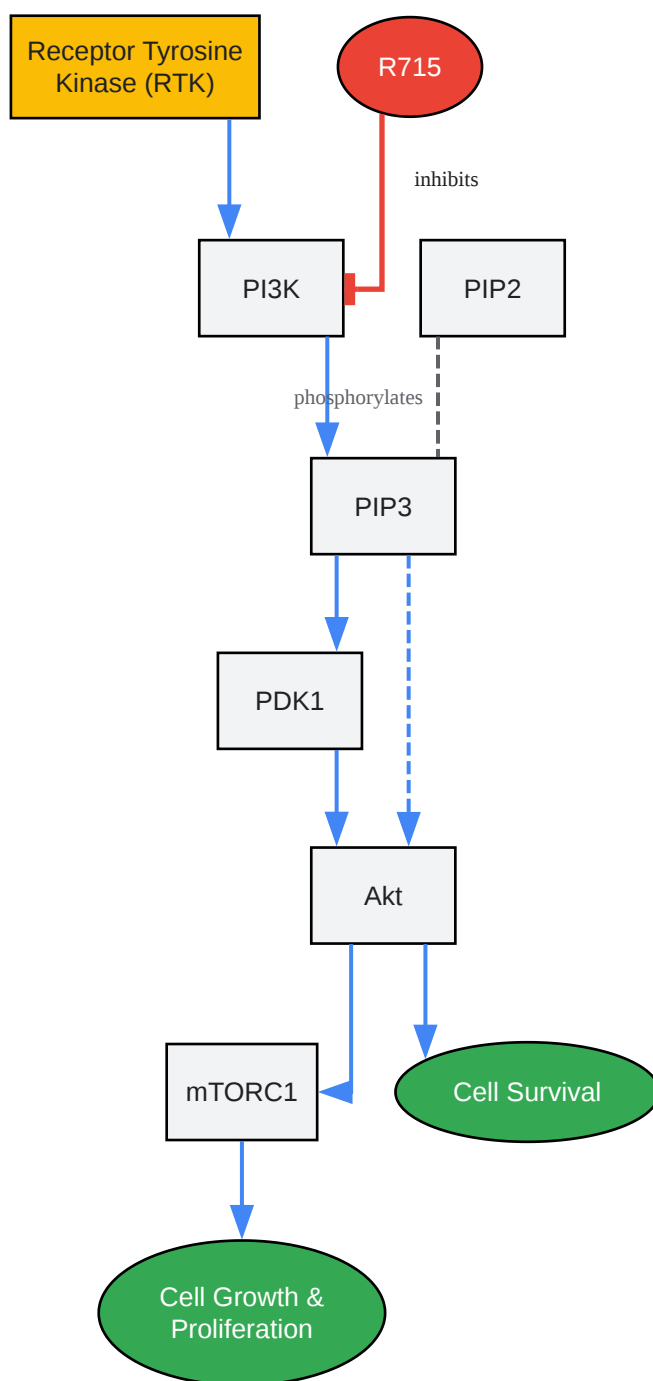 Receptor Tyrosine
Kinase (RTK)
R715
inhibits
PI3K
PIP2
phosphorylates
PIP3
PDK1
Akt
mTORC1
Cell Survival
Cell Growth &
Proliferation